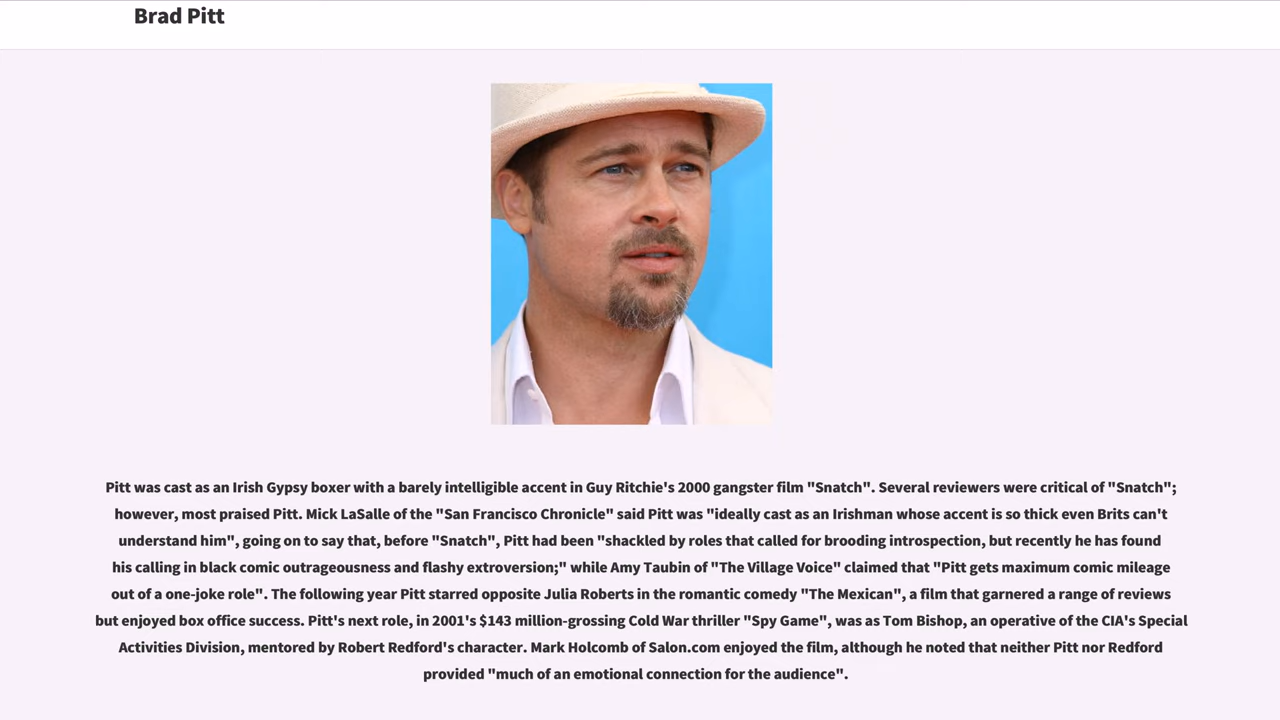 Brad Pitt
Pitt was cast as an Irish Gypsy boxer with a barely intelligible accent in Guy Ritchie's 2000 gangster film "Snatch". Several reviewers were critical of "Snatch";
however, most praised Pitt. Mick LaSalle of the "San Francisco Chronicle" said Pitt was "ideally cast as an Irishman whose accent is so thick even Brits can't
understand him", going on to say that, before "Snatch", Pitt had been "shackled by roles that called for brooding introspection, but recently he has found
his calling in black comic outrageousness and flashy extroversion;" while Amy Taubin of "The Village Voice" claimed that "Pitt gets maximum comic mileage
out of a one-joke role". The following year Pitt starred opposite Julia Roberts in the romantic comedy "The Mexican", a film that garnered a range of reviews
but enjoyed box office success. Pitt's next role, in 2001's $143 million-grossing Cold War thriller "Spy Game", was as Tom Bishop, an operative of the CIA's Special
Activities Division, mentored by Robert Redford's character. Mark Holcomb of Salon.com enjoyed the film, although he noted that neither Pitt nor Redford
provided "much of an emotional connection for the audience".